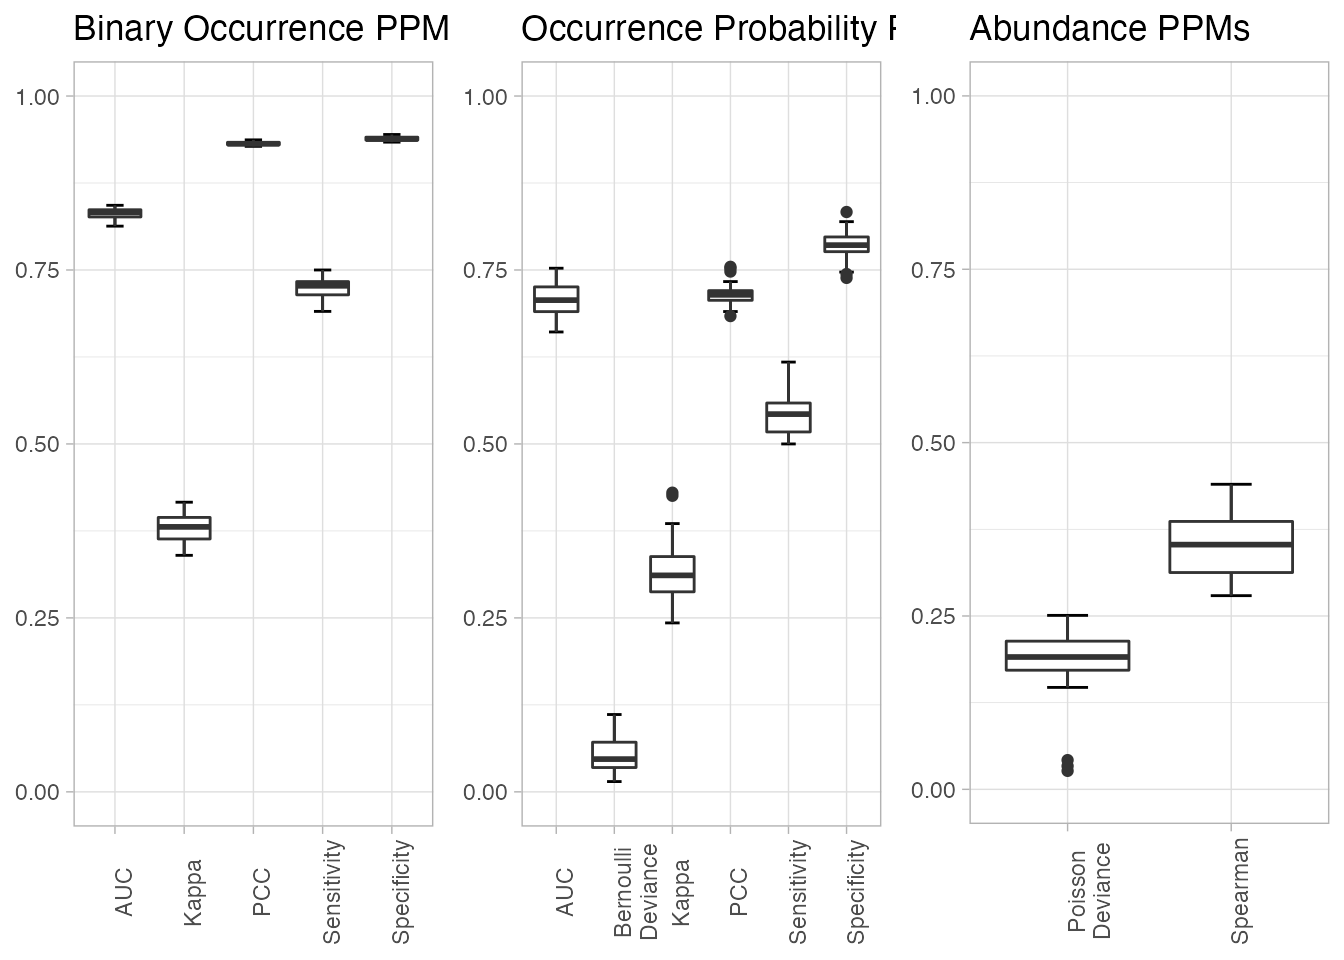 Binary Occurrence PPM
1.00
0.75
0.50
0.25
0.00
AUC
Kappa
PCC
Sensitivity
Specificity
Occurrence Probability
1.00
0.75
0.50
0.25
0.00
AUC
Bernoulli
Deviance
Kappa
PCC
Sensitivity
Specificity
Abundance PPMs
1.00
0.75
0.50
0.25
0.00
Poisson
Deviance
Spearman